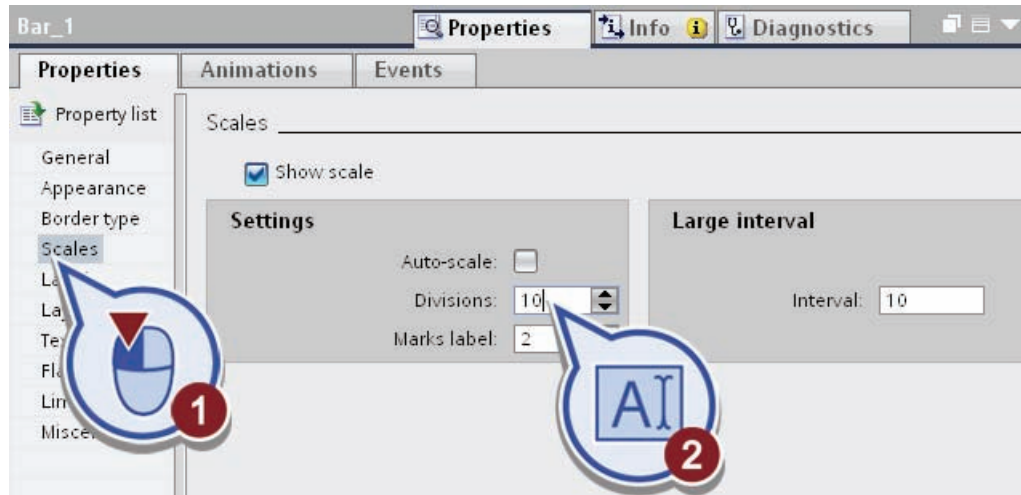 Bar_1
Properties Info Diagnostics
Properties Animations Events
Property list
General
Appearance
Border type
Scales
Scales
Show scale
Settings
Auto-scale:
Divisions: 10
Marks label: 2
Large interval
Interval: 10
1
A
2